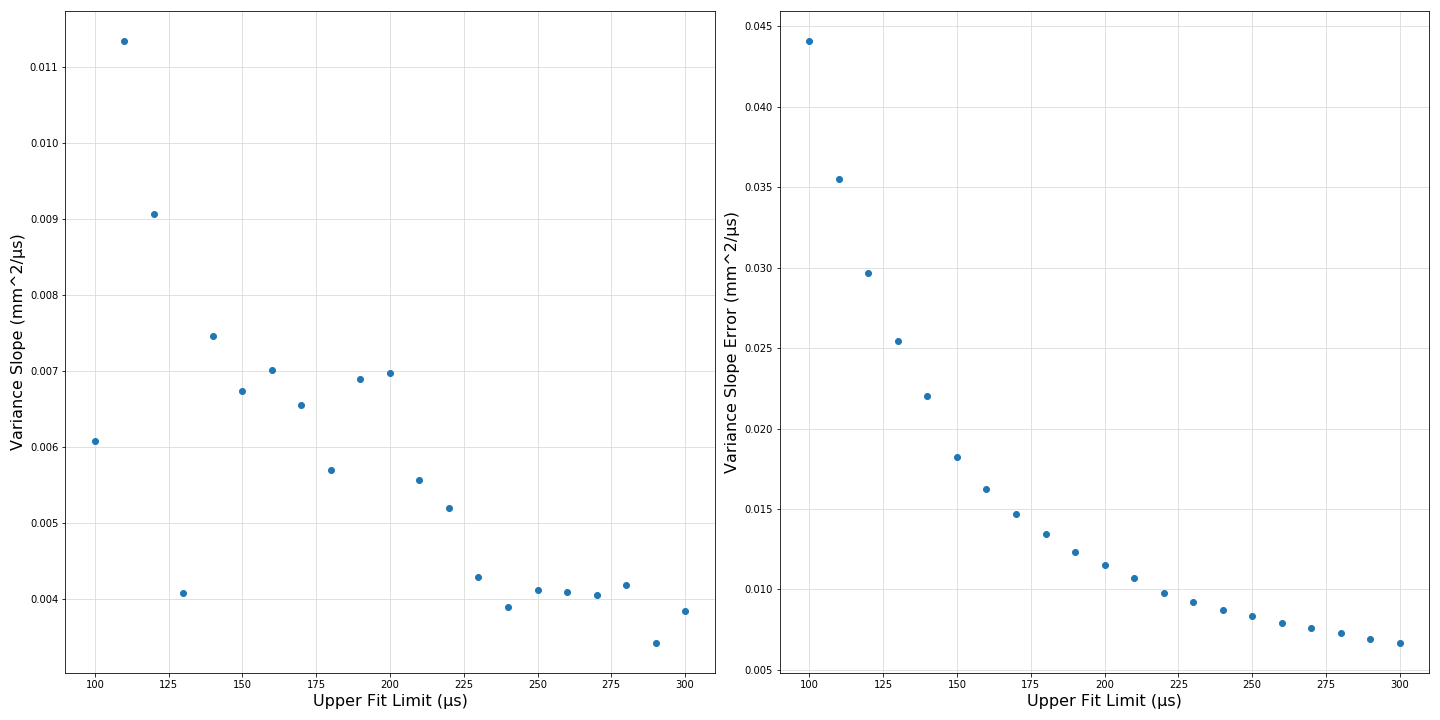 0.011
0.010
0.009
0.008
0.007
0.006
0.005
0.004
Variance Slope (mm^2/μs)
100 125 150 175 200 225 250 275 300
Upper Fit Limit (μs)
0.045
0.040
0.035
0.030
0.025
0.020
0.015
0.010
0.005
Variance Slope Error (mm^2/μs)
100 125 150 175 200 225 250 275 300
Upper Fit Limit (μs)